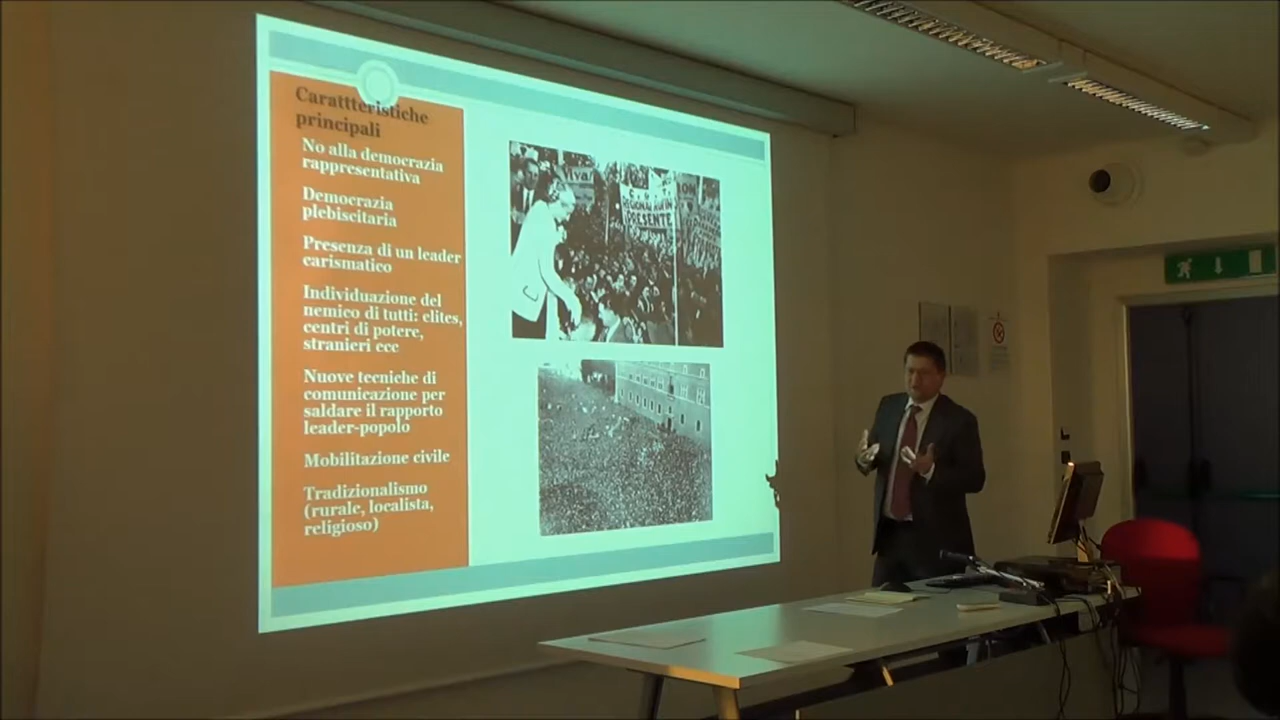 Carattteristiche
principali
No alla democrazia
rappresentativa
Democrazia
plebiscitaria
Presenza di un leader
carismatico
Individuazione del
nemico di tutti: elites,
centri di potere,
stranieri ecc
Nuove tecniche di
comunicazione per
saldare il rapporto
leader-popolo
Mobilitazione civile
Tradizionalismo
(rurale, localista,
religioso)
Viva!
PRESENTE